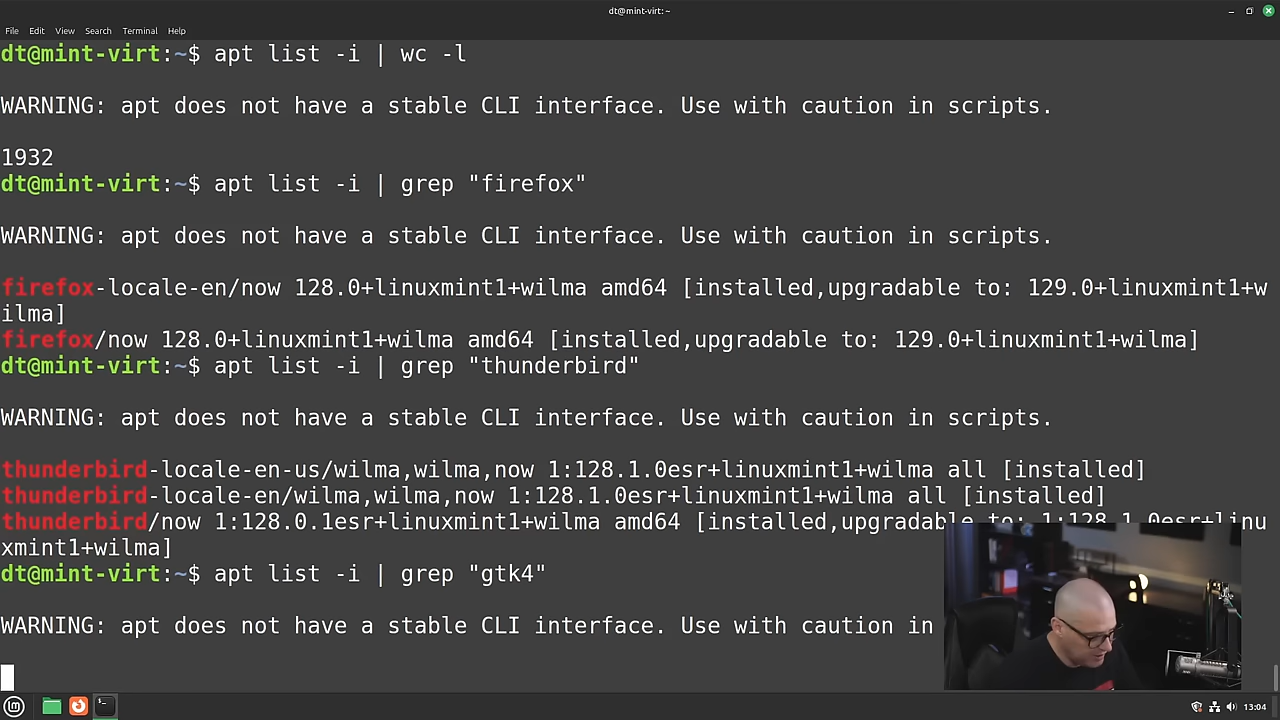 dt@mint-virt: ~
File Edit View Search Terminal Help
dt@mint-virt:~$ apt list -i | wc -l
WARNING: apt does not have a stable CLI interface. Use with caution in scripts.
1932
dt@mint-virt:~$ apt list -i | grep "firefox"
WARNING: apt does not have a stable CLI interface. Use with caution in scripts.
firefox-locale-en/now 128.0+linuxmint1+wilma amd64 [installed,upgradable to: 129.0+linuxmint1+w
ilma]
firefox/now 128.0+linuxmint1+wilma amd64 [installed,upgradable to: 129.0+linuxmint1+wilma]
dt@mint-virt:~$ apt list -i | grep "thunderbird"
WARNING: apt does not have a stable CLI interface. Use with caution in scripts.
thunderbird-locale-en-us/wilma,wilma,now 1:128.1.0esr+linuxmint1+wilma all [installed]
thunderbird-locale-en/wilma,wilma,now 1:128.1.0esr+linuxmint1+wilma all [installed]
thunderbird/now 1:128.0.1esr+linuxmint1+wilma amd64 [installed,upgradable to: 1:128.1.0esr+linu
xmint1+wilma]
dt@mint-virt:~$ apt list -i | grep "gtk4"
WARNING: apt does not have a stable CLI interface. Use with caution in
13:04